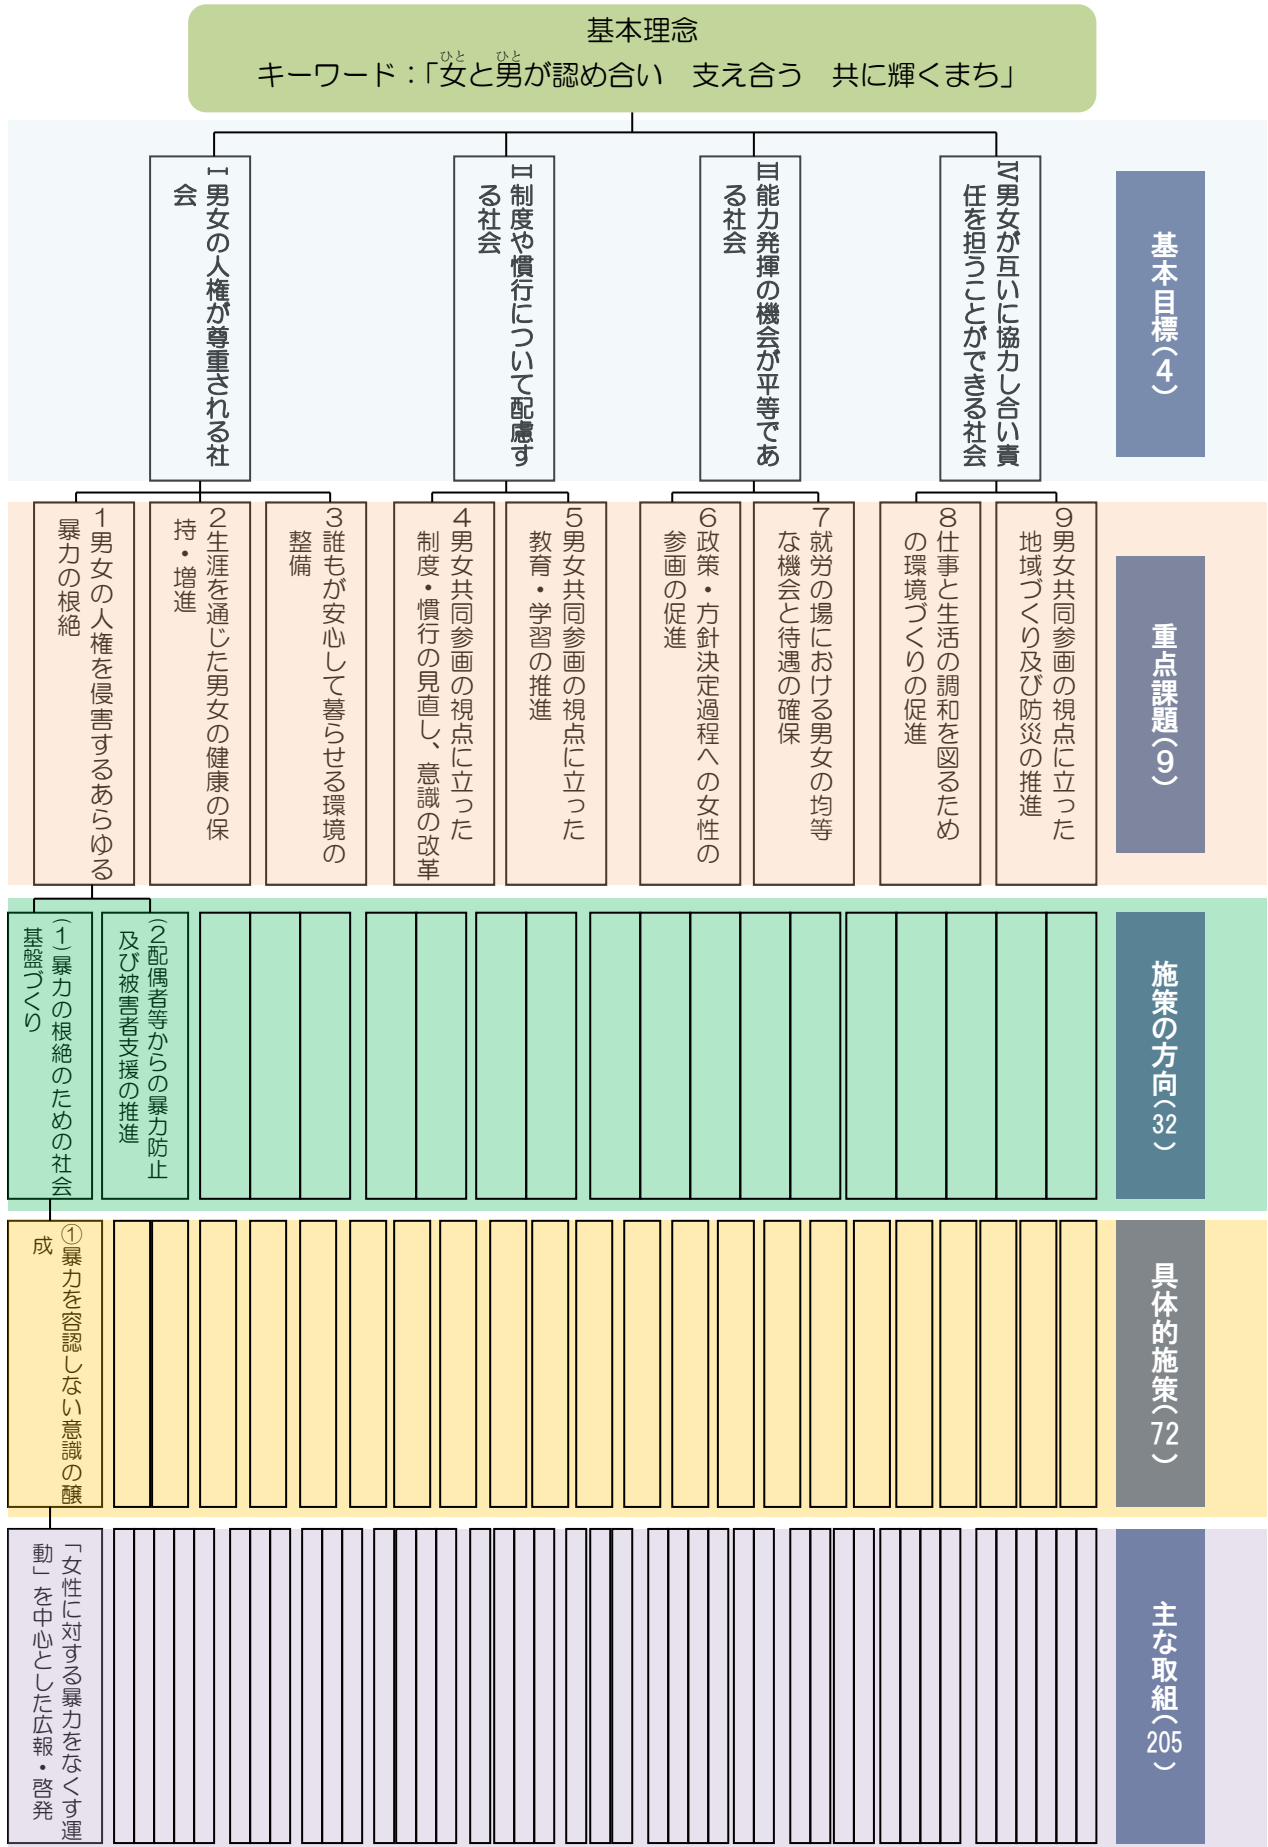 基本理念
キーワード：「女と男が認め合い　支え合う　共に輝くまち」
ひと
ひと
基本目標（4）
Ⅰ 男女の人権が尊重される社
会
Ⅱ 制度や慣行について配慮す
る社会
Ⅲ 能力発揮の機会が平等であ
る社会
Ⅳ 男女が互いに協力し合い責
任を担うことができる社会
重点課題（9）
1 男女の人権を侵害するあらゆる
暴力の根絶
2 生涯を通じた男女の健康の保
持・増進
3 誰もが安心して暮らせる環境の
整備
4 男女共同参画の視点に立った
制度・慣行の見直し、意識の改革
5 男女共同参画の視点に立った
教育・学習の推進
6 政策・方針決定過程への女性の
参画の促進
7 就労の場における男女の均等
な機会と待遇の確保
8 仕事と生活の調和を図るため
の環境づくりの促進
9 男女共同参画の視点に立った
地域づくり及び防災の推進
施策の方向（32）
（1）暴力の根絶のための社会
基盤づくり
（2配偶者等からの暴力防止
及び被害者支援の推進
具体的施策（72）
①暴力を容認しない意識の醸
成
主な取組（205）
「女性に対する暴力をなくす運
動」を中心とした広報・啓発